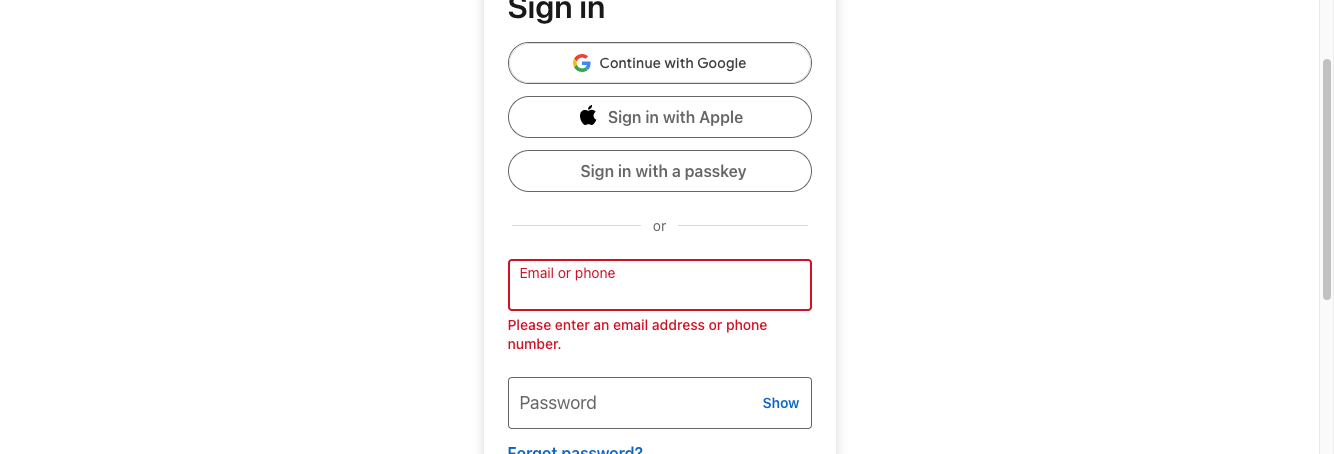 Sign in
Continue with Google
Sign in with Apple
Sign in with a passkey
or
Email or phone
Please enter an email address or phone
number.
Password
Show
Forgot password?